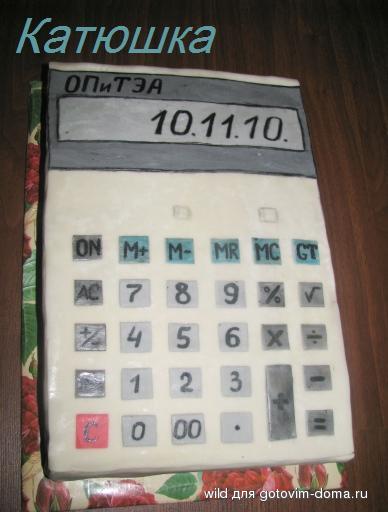 Катюшка
ОПиТЭА
10.11.10.
ON M+ M- MR MC GT
AC 7 8 9 % √
+/- 4 5 6 × ÷
1 2 3 + -
C 0 00 . =
wild для gotovim-doma.ru